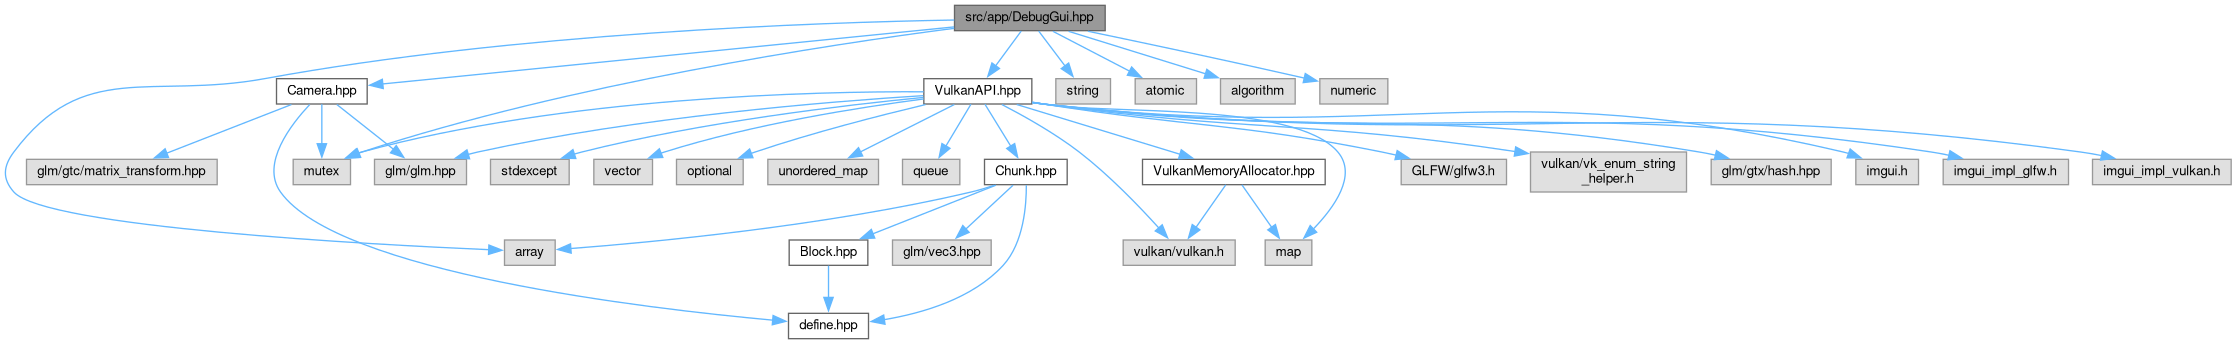 src/app/DebugGui.hpp
Camera.hpp
VulkanAPI.hpp
string
atomic
algorithm
numeric
glm/gtc/matrix_transform.hpp
mutex
glm/glm.hpp
stdexcept
vector
optional
unordered_map
queue
Chunk.hpp
VulkanMemoryAllocator.hpp
GLFW/glfw3.h
vulkan/vk_enum_string
_helper.h
glm/gtx/hash.hpp
imgui.h
imgui_impl_glfw.h
imgui_impl_vulkan.h
array
Block.hpp
glm/vec3.hpp
vulkan/vulkan.h
map
define.hpp